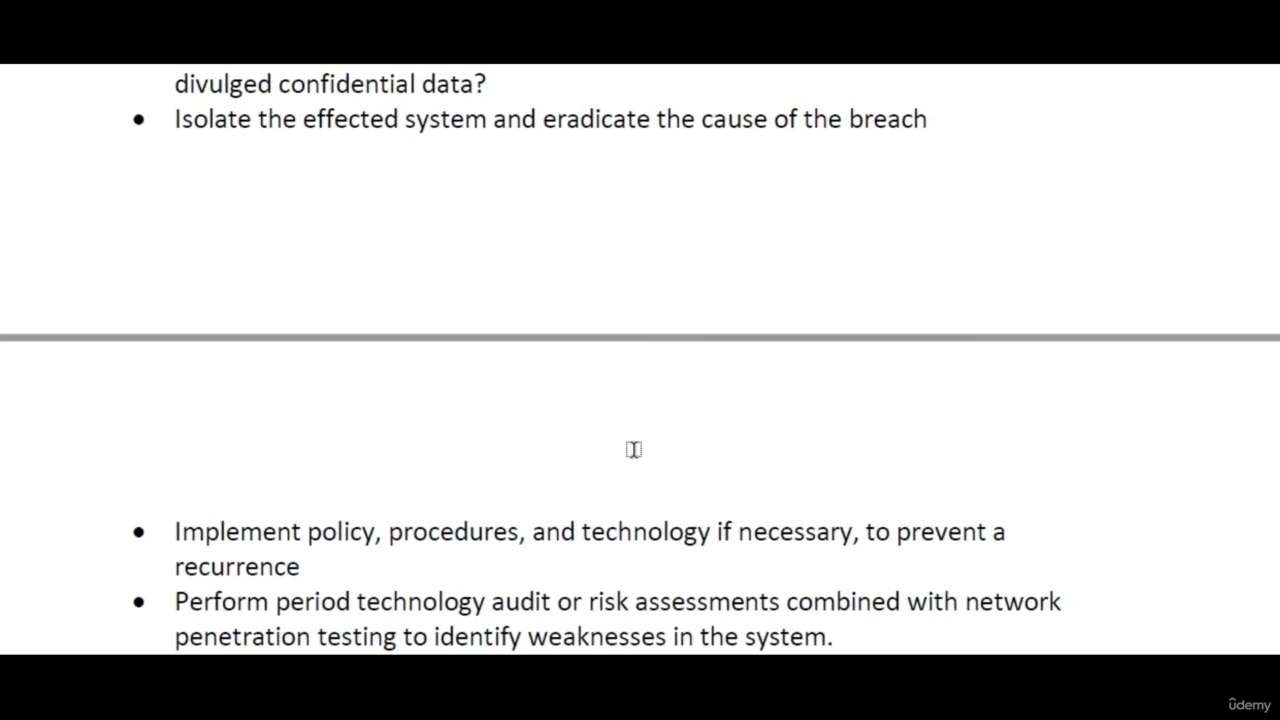 divulged confidential data?
• Isolate the effected system and eradicate the cause of the breach
• Implement policy, procedures, and technology if necessary, to prevent a
recurrence
• Perform period technology audit or risk assessments combined with network
penetration testing to identify weaknesses in the system.
ûdemy